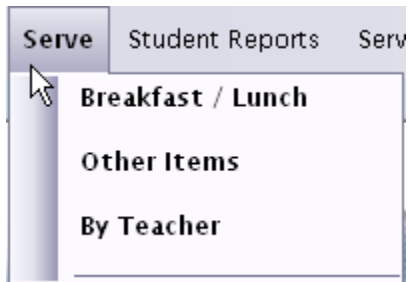 Serve Student Reports Serv
Breakfast / Lunch
Other Items
By Teacher